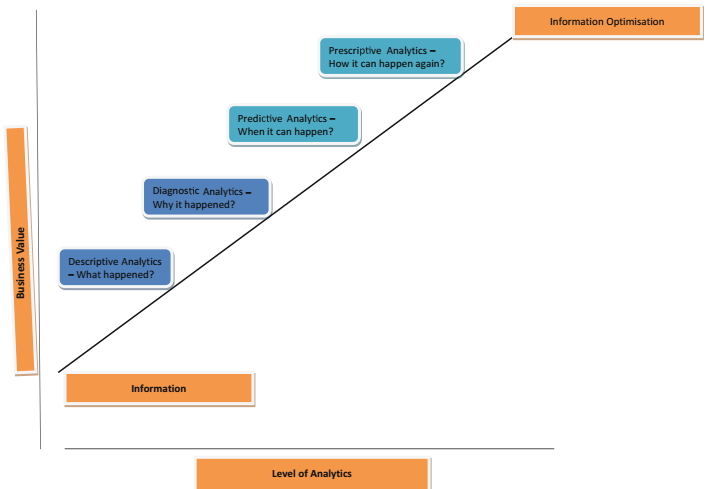 Information Optimisation
Prescriptive Analytics –
How it can happen again?
Predictive Analytics –
When it can happen?
Diagnostic Analytics –
Why it happened?
Descriptive Analytics
– What happened?
Business Value
Information
Level of Analytics